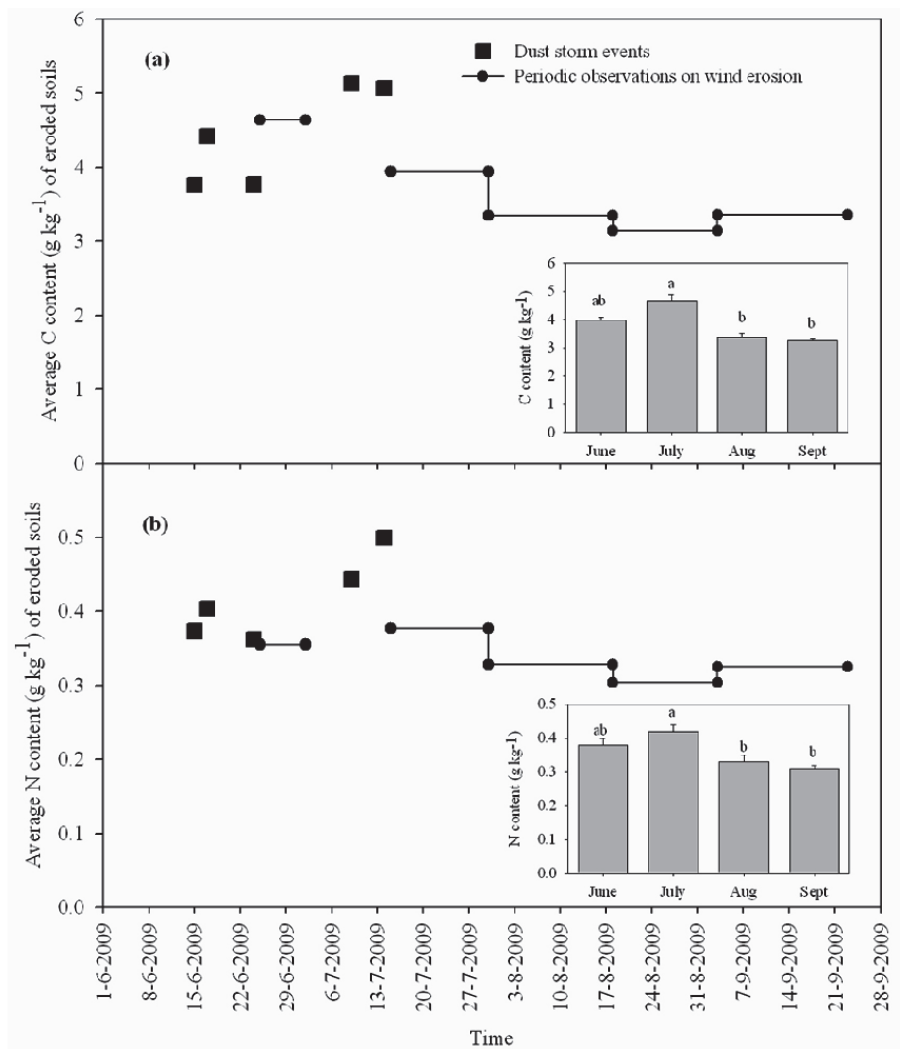 (a)
Dust storm events
Periodic observations on wind erosion
Average C content (g kg-1) of eroded soils
6
5
4
3
2
1
0
C content (g kg-1)
6
5
4
3
2
1
0
ab
a
b
b
June
July
Aug
Sept
(b)
Average N content (g kg-1) of eroded soils
0.5
0.4
0.3
0.2
0.1
0.0
N content (g kg-1)
0.5
0.4
0.3
0.2
0.1
0.0
ab
a
b
b
June
July
Aug
Sept
1-6-2009
8-6-2009
15-6-2009
22-6-2009
29-6-2009
6-7-2009
13-7-2009
20-7-2009
27-7-2009
3-8-2009
10-8-2009
17-8-2009
24-8-2009
31-8-2009
7-9-2009
14-9-2009
21-9-2009
28-9-2009
Time